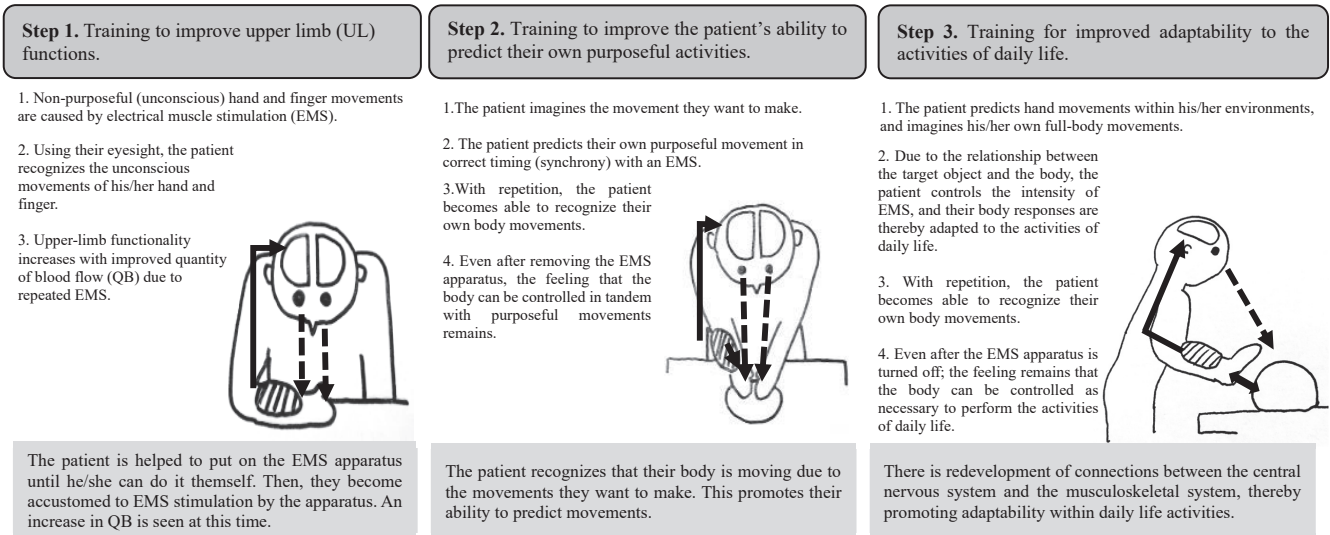 Step 1. Training to improve upper limb (UL)
functions.
1. Non-purposeful (unconscious) hand and finger movements
are caused by electrical muscle stimulation (EMS).
2. Using their eyesight, the patient
recognizes the unconscious
movements of his/her hand and
finger.
3. Upper-limb functionality
increases with improved quantity
of blood flow (QB) due to
repeated EMS.
The patient is helped to put on the EMS apparatus
until he/she can do it themself. Then, they become
accustomed to EMS stimulation by the apparatus. An
increase in QB is seen at this time.
Step 2. Training to improve the patient’s ability to
predict their own purposeful activities.
1.The patient imagines the movement they want to make.
2. The patient predicts their own purposeful movement in
correct timing (synchrony) with an EMS.
3.With repetition, the patient
becomes able to recognize their
own body movements.
4. Even after removing the EMS
apparatus, the feeling that the
body can be controlled in tandem
with purposeful movements
remains.
The patient recognizes that their body is moving due to
the movements they want to make. This promotes their
ability to predict movements.
Step 3. Training for improved adaptability to the
activities of daily life.
1. The patient predicts hand movements within his/her environments,
and imagines his/her own full-body movements.
2. Due to the relationship between
the target object and the body, the
patient controls the intensity of
EMS, and their body responses are
thereby adapted to the activities of
daily life.
3. With repetition, the patient
becomes able to recognize their
own body movements.
4. Even after the EMS apparatus is
turned off; the feeling remains that
the body can be controlled as
necessary to perform the activities
of daily life.
There is redevelopment of connections between the central
nervous system and the musculoskeletal system, thereby
promoting adaptability within daily life activities.